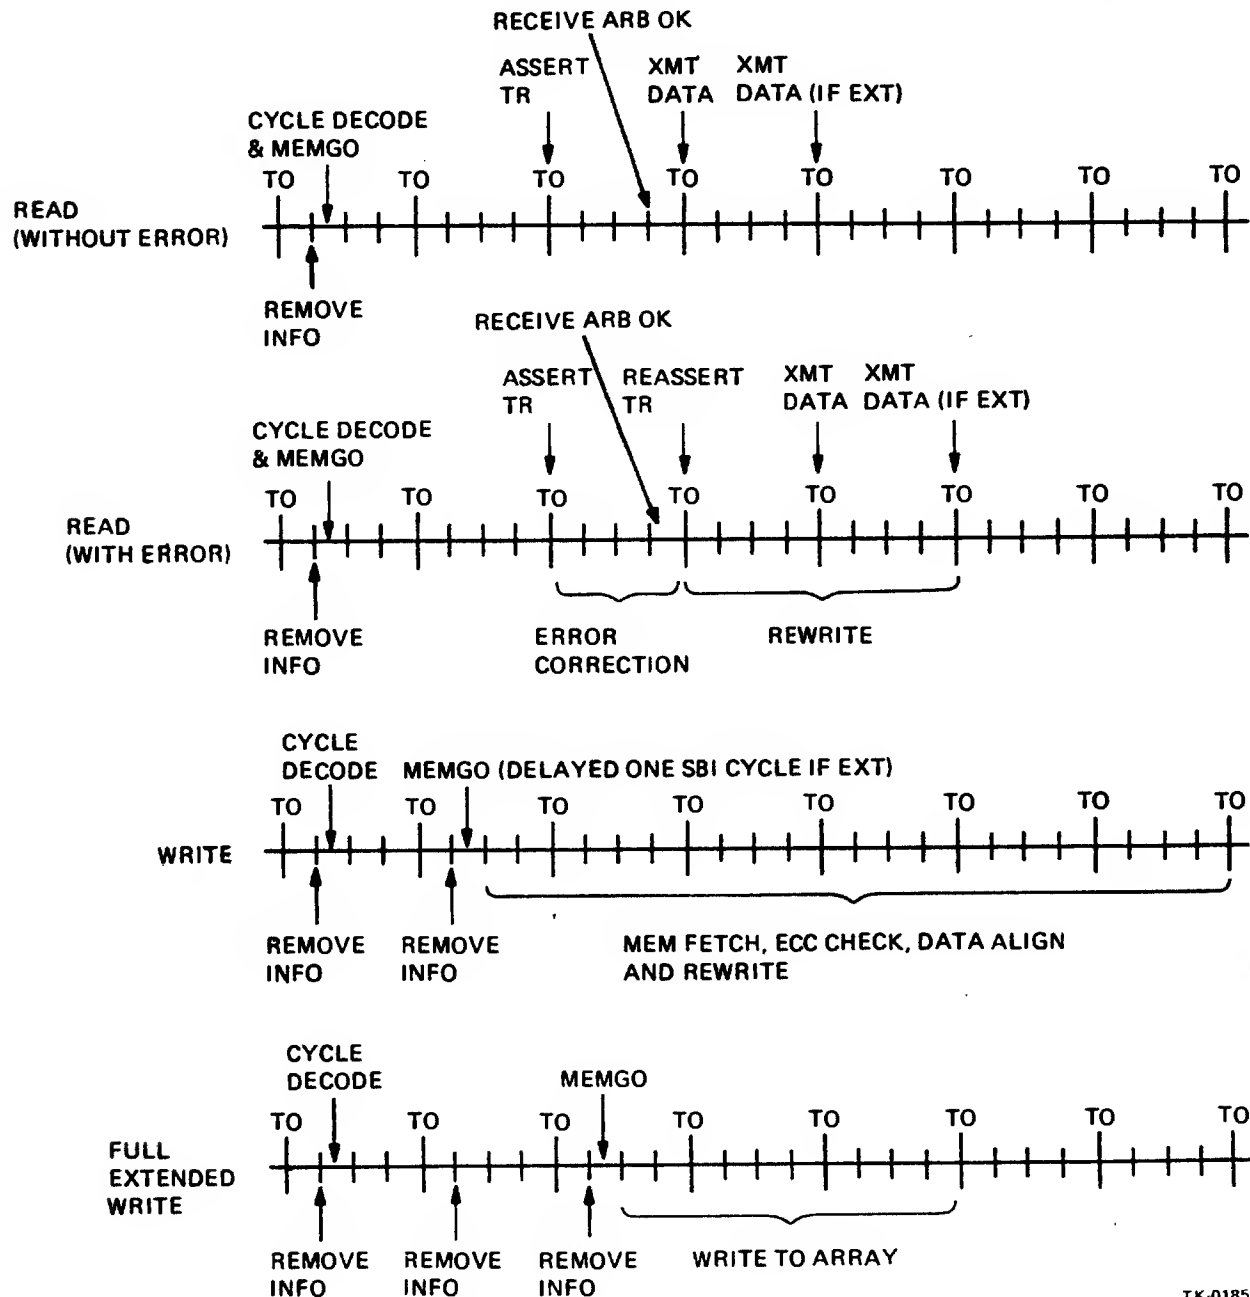 RECEIVE ARB OK
ASSERT TR
XMT DATA
XMT DATA (IF EXT)
CYCLE DECODE & MEMGO
TO TO TO TO TO TO TO TO
READ (WITHOUT ERROR)
REMOVE INFO
RECEIVE ARB OK
ASSERT TR
REASSERT TR
XMT DATA
XMT DATA (IF EXT)
CYCLE DECODE & MEMGO
TO TO TO TO TO TO TO TO
READ (WITH ERROR)
REMOVE INFO
ERROR CORRECTION
REWRITE
CYCLE DECODE
MEMGO (DELAYED ONE SBI CYCLE IF EXT)
TO TO TO TO TO TO TO TO
WRITE
REMOVE INFO
REMOVE INFO
MEM FETCH, ECC CHECK, DATA ALIGN AND REWRITE
CYCLE DECODE
MEMGO
TO TO TO TO TO TO TO TO
FULL EXTENDED WRITE
REMOVE INFO
REMOVE INFO
REMOVE INFO
WRITE TO ARRAY
TK-0185